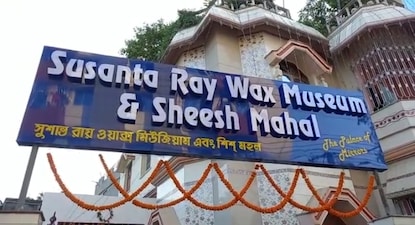 Susanta Ray Wax Museum
& Sheesh Mahal
সুশান্ত রায় ওয়াক্স মিউজিয়াম এবং শিশ্ মহল
The Palace of
Mirrors